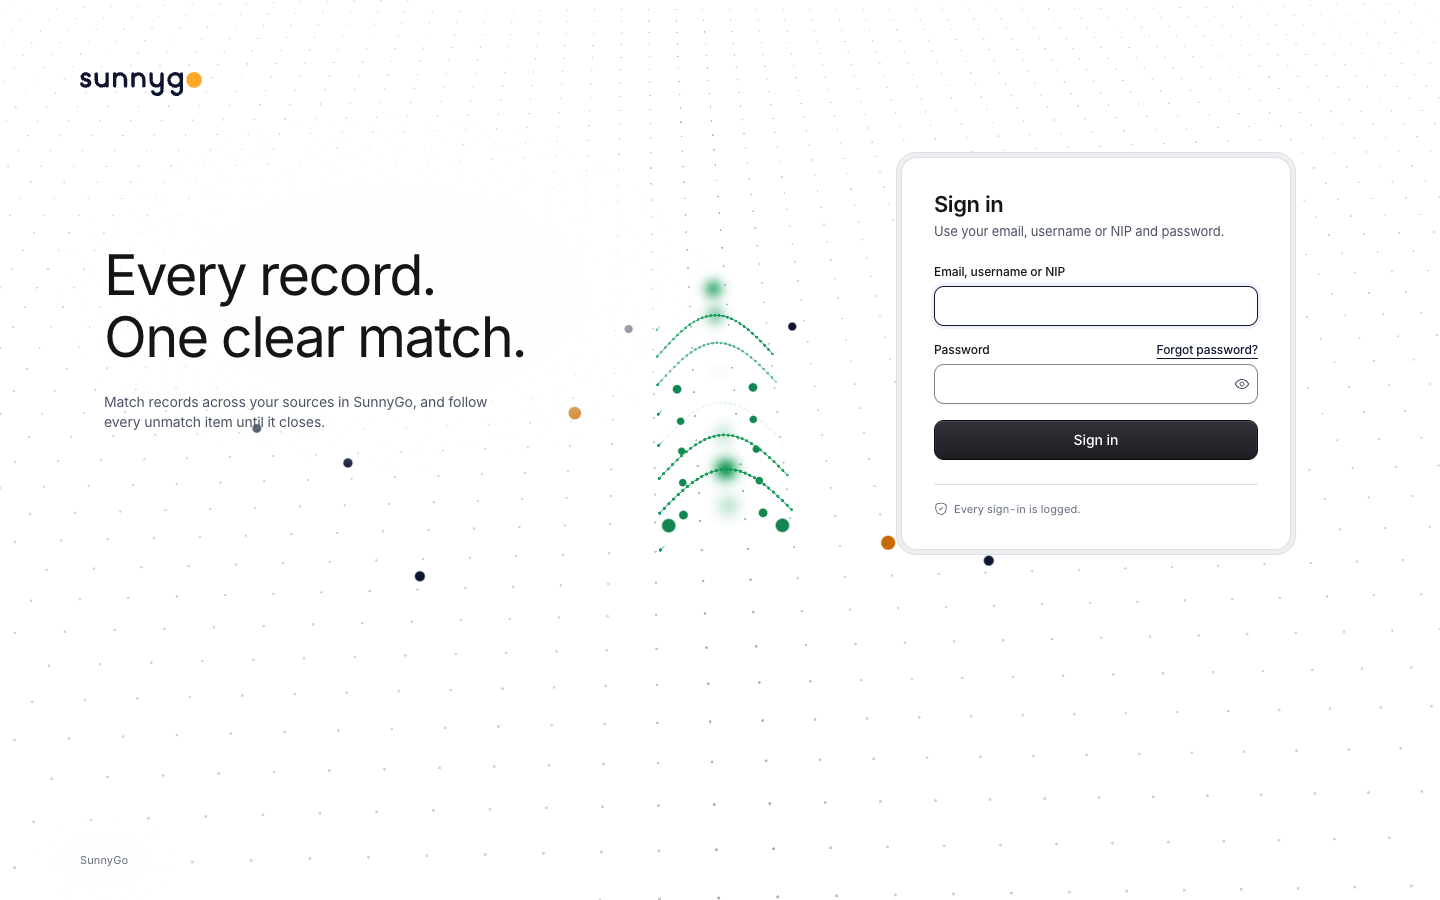 sunnygo
Every record.
One clear match.
Match records across your sources in SunnyGo, and follow
every unmatch item until it closes.
Sign in
Use your email, username or NIP and password.
Email, username or NIP
Password
Forgot password?
Sign in
Every sign-in is logged.
SunnyGo